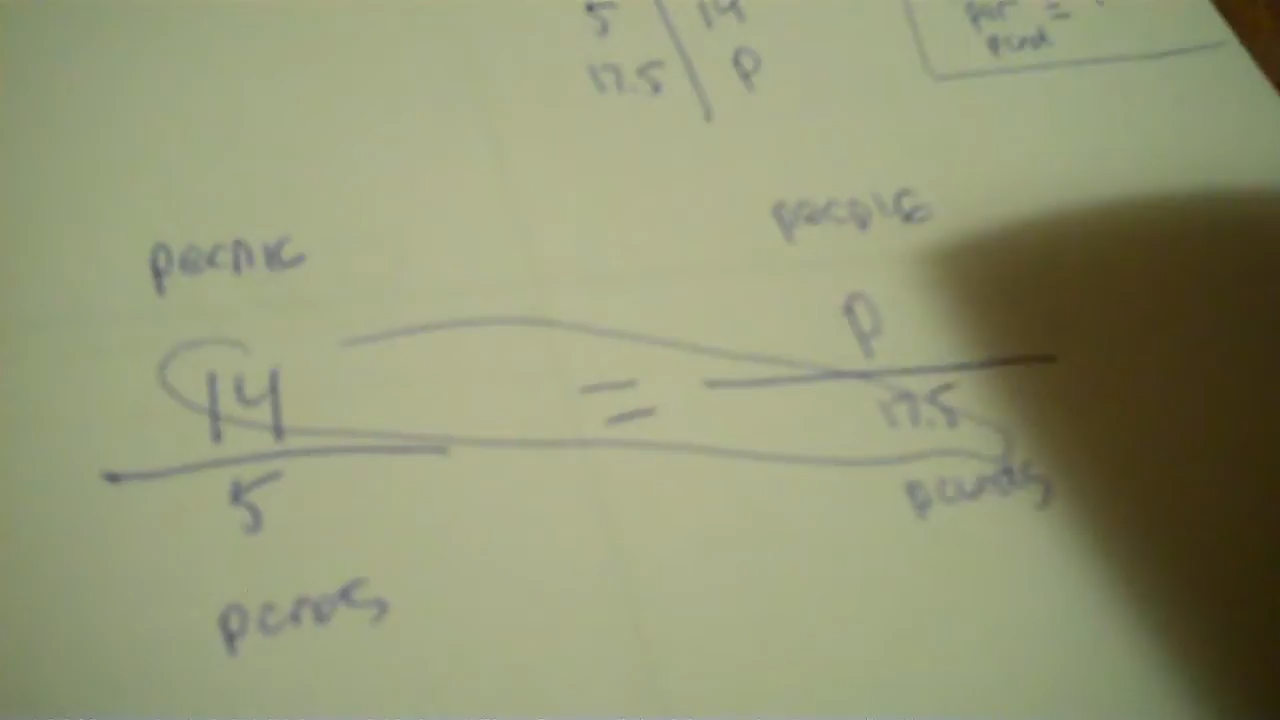 5 | 14
17.5 | P
people
people
14 = P
5
17.5
pounds
pounds